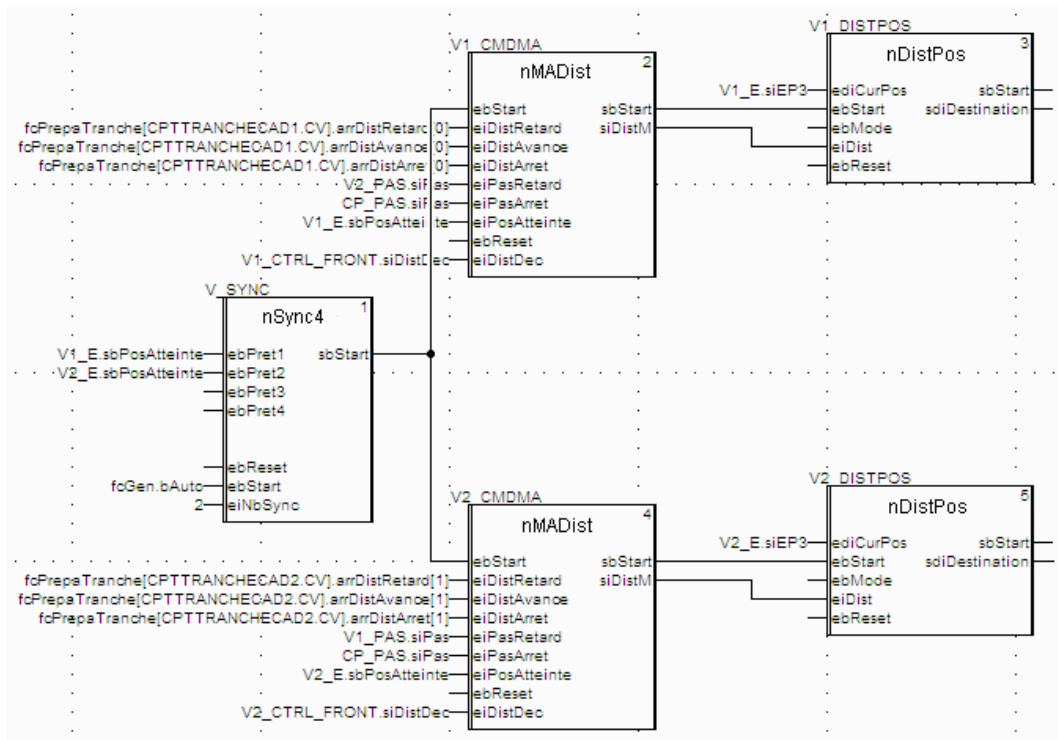 V1_DISTPOS
3
nDistPos
V1_E.siEP3 ediCurPos sbStart
ebStart sdiDestination
ebMode
eiDist
ebReset
V1_CMDMA
2
nMADist
ebStart sbStart
fcPrepaTranche[CPTTRANCHECAD1.CV].arrDistRetard[0] eiDistRetard siDistM
fcPrepaTranche[CPTTRANCHECAD1.CV].arrDistAvance[0] eiDistAvance
fcPrepaTranche[CPTTRANCHECAD1.CV].arrDistArret[0] eiDistArret
V2_PAS.siPas eiPasRetard
CP_PAS.siPas eiPasArret
V1_E.sbPosAtteinte eiPosAtteinte
ebReset
V1_CTRL_FRONT.siDistDec eiDistDec
V_SYNC
1
nSync4
V1_E.sbPosAtteinte ebPret1 sbStart
V2_E.sbPosAtteinte ebPret2
ebPret3
ebPret4
ebReset
fcGen.bAuto ebStart
2 eiNbSync
V2_DISTPOS
5
nDistPos
V2_E.siEP3 ediCurPos sbStart
ebStart sdiDestination
ebMode
eiDist
ebReset
V2_CMDMA
4
nMADist
ebStart sbStart
fcPrepaTranche[CPTTRANCHECAD2.CV].arrDistRetard[1] eiDistRetard siDistM
fcPrepaTranche[CPTTRANCHECAD2.CV].arrDistAvance[1] eiDistAvance
fcPrepaTranche[CPTTRANCHECAD2.CV].arrDistArret[1] eiDistArret
V1_PAS.siPas eiPasRetard
CP_PAS.siPas eiPasArret
V2_E.sbPosAtteinte eiPosAtteinte
ebReset
V2_CTRL_FRONT.siDistDec eiDistDec